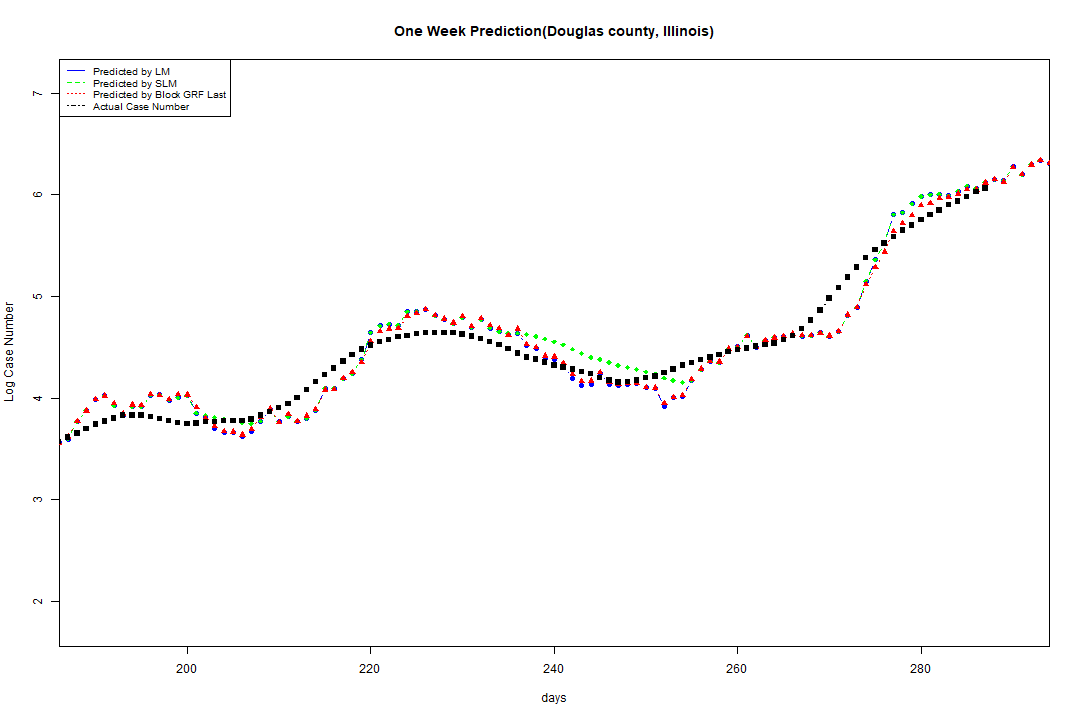 One Week Prediction(Douglas county, Illinois)
Predicted by LM
Predicted by SLM
Predicted by Block GRF Last
Actual Case Number
7
6
5
4
3
2
Log Case Number
200 220 240 260 280
days